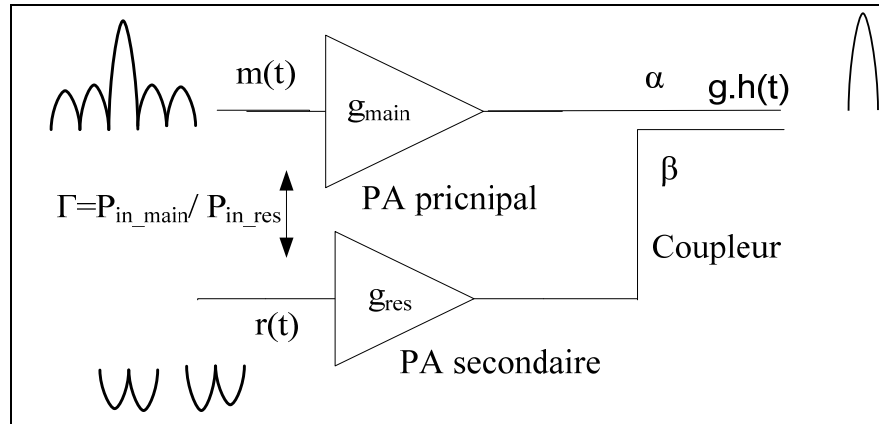 m(t)
α
g.h(t)
g_main
β
PA pricnipal
Γ=P_in_main/ P_in_res
Coupleur
g_res
r(t)
PA secondaire